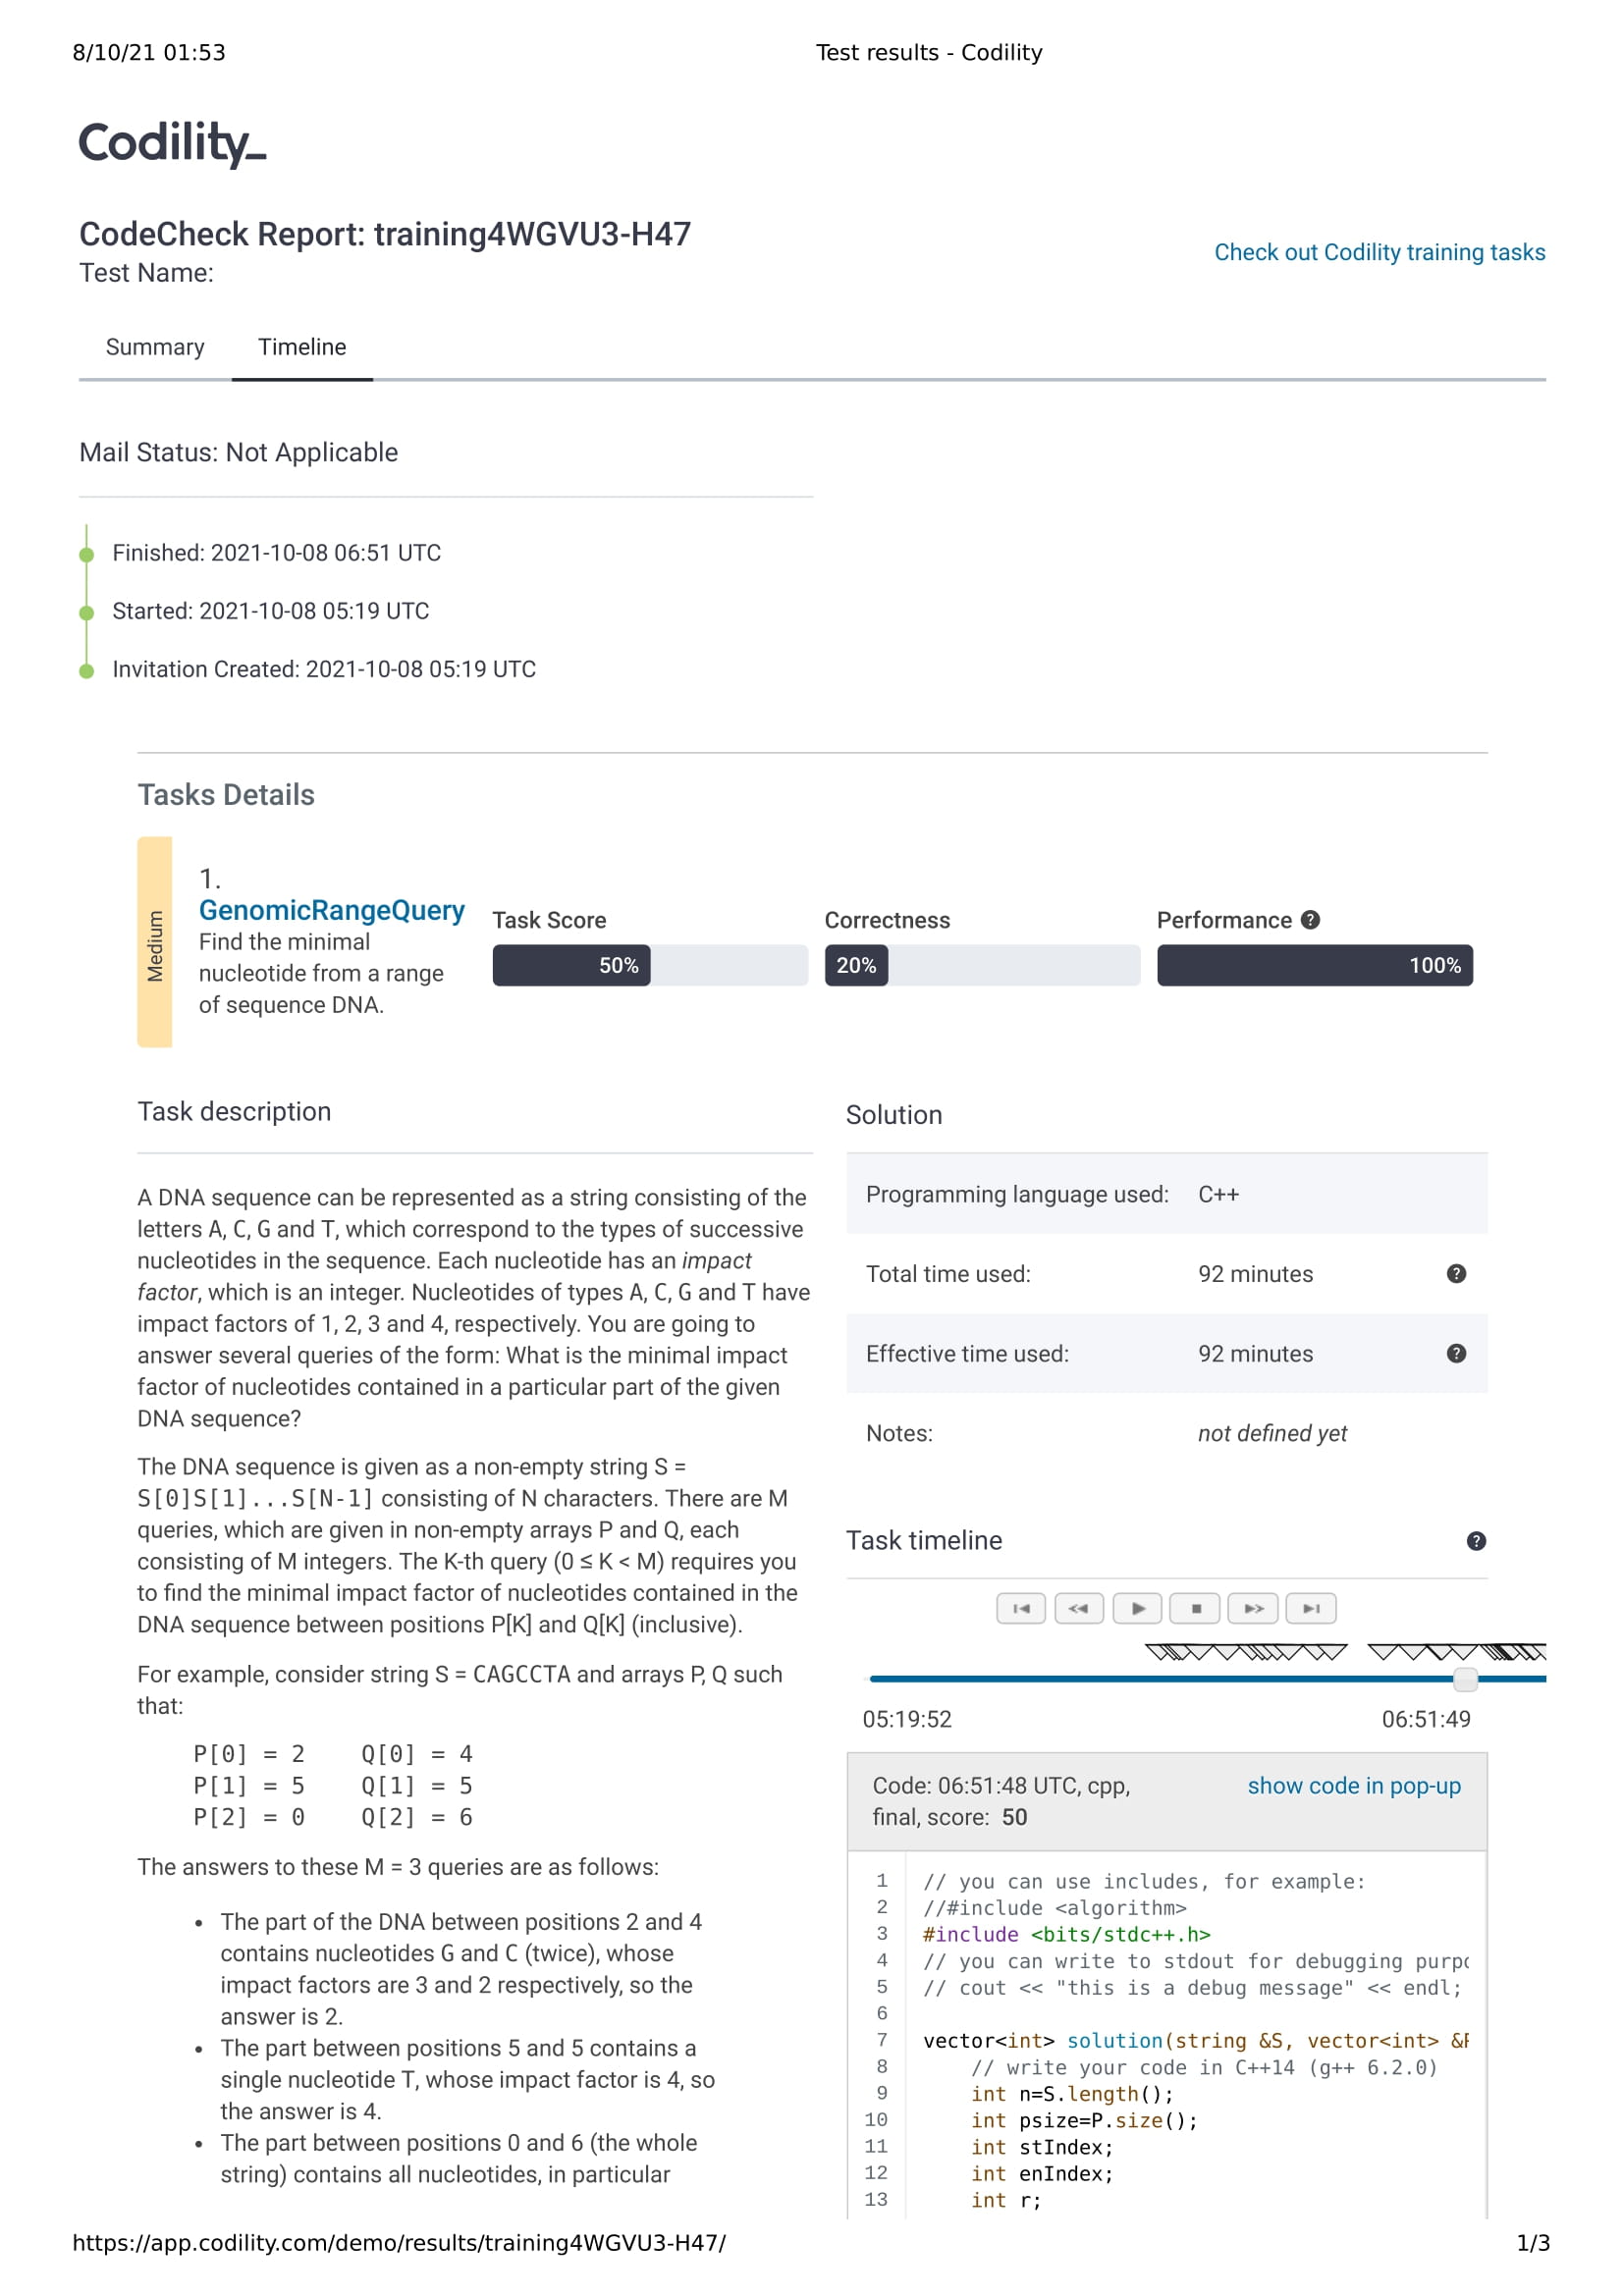 8/10/21 01:53
Test results - Codility
Codility_
CodeCheck Report: training4WGVU3-H47
Test Name:
Check out Codility training tasks
Summary
Timeline
Mail Status: Not Applicable
Finished: 2021-10-08 06:51 UTC
Started: 2021-10-08 05:19 UTC
Invitation Created: 2021-10-08 05:19 UTC
Tasks Details
Medium
1.
GenomicRangeQuery
Find the minimal
nucleotide from a range
of sequence DNA.
Task Score
50%
Correctness
20%
Performance ?
100%
Task description
A DNA sequence can be represented as a string consisting of the
letters A, C, G and T, which correspond to the types of successive
nucleotides in the sequence. Each nucleotide has an impact
factor, which is an integer. Nucleotides of types A, C, G and T have
impact factors of 1, 2, 3 and 4, respectively. You are going to
answer several queries of the form: What is the minimal impact
factor of nucleotides contained in a particular part of the given
DNA sequence?
The DNA sequence is given as a non-empty string S =
S[0]S[1]...S[N-1] consisting of N characters. There are M
queries, which are given in non-empty arrays P and Q, each
consisting of M integers. The K-th query (0 ≤ K < M) requires you
to find the minimal impact factor of nucleotides contained in the
DNA sequence between positions P[K] and Q[K] (inclusive).
For example, consider string S = CAGCCTA and arrays P, Q such
that:
P[0] = 2    Q[0] = 4
P[1] = 5    Q[1] = 5
P[2] = 0    Q[2] = 6
The answers to these M = 3 queries are as follows:
• The part of the DNA between positions 2 and 4
contains nucleotides G and C (twice), whose
impact factors are 3 and 2 respectively, so the
answer is 2.
• The part between positions 5 and 5 contains a
single nucleotide T, whose impact factor is 4, so
the answer is 4.
• The part between positions 0 and 6 (the whole
string) contains all nucleotides, in particular
Solution
Programming language used: C++
Total time used: 92 minutes ?
Effective time used: 92 minutes ?
Notes: not defined yet
Task timeline ?
05:19:52
06:51:49
Code: 06:51:48 UTC, cpp,
final, score: 50
show code in pop-up
1 // you can use includes, for example:
2 //#include <algorithm>
3 #include <bits/stdc++.h>
4 // you can write to stdout for debugging purpo
5 // cout << "this is a debug message" << endl;
6
7 vector<int> solution(string &S, vector<int> &P
8     // write your code in C++14 (g++ 6.2.0)
9     int n=S.length();
10     int psize=P.size();
11     int stIndex;
12     int enIndex;
13     int r;
https://app.codility.com/demo/results/training4WGVU3-H47/
1/3